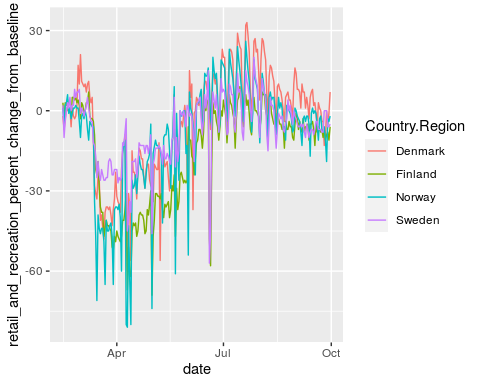 retail_and_recreation_percent_change_from_baseline
30
0
-30
-60
Apr
Jul
Oct
date
Country.Region
Denmark
Finland
Norway
Sweden